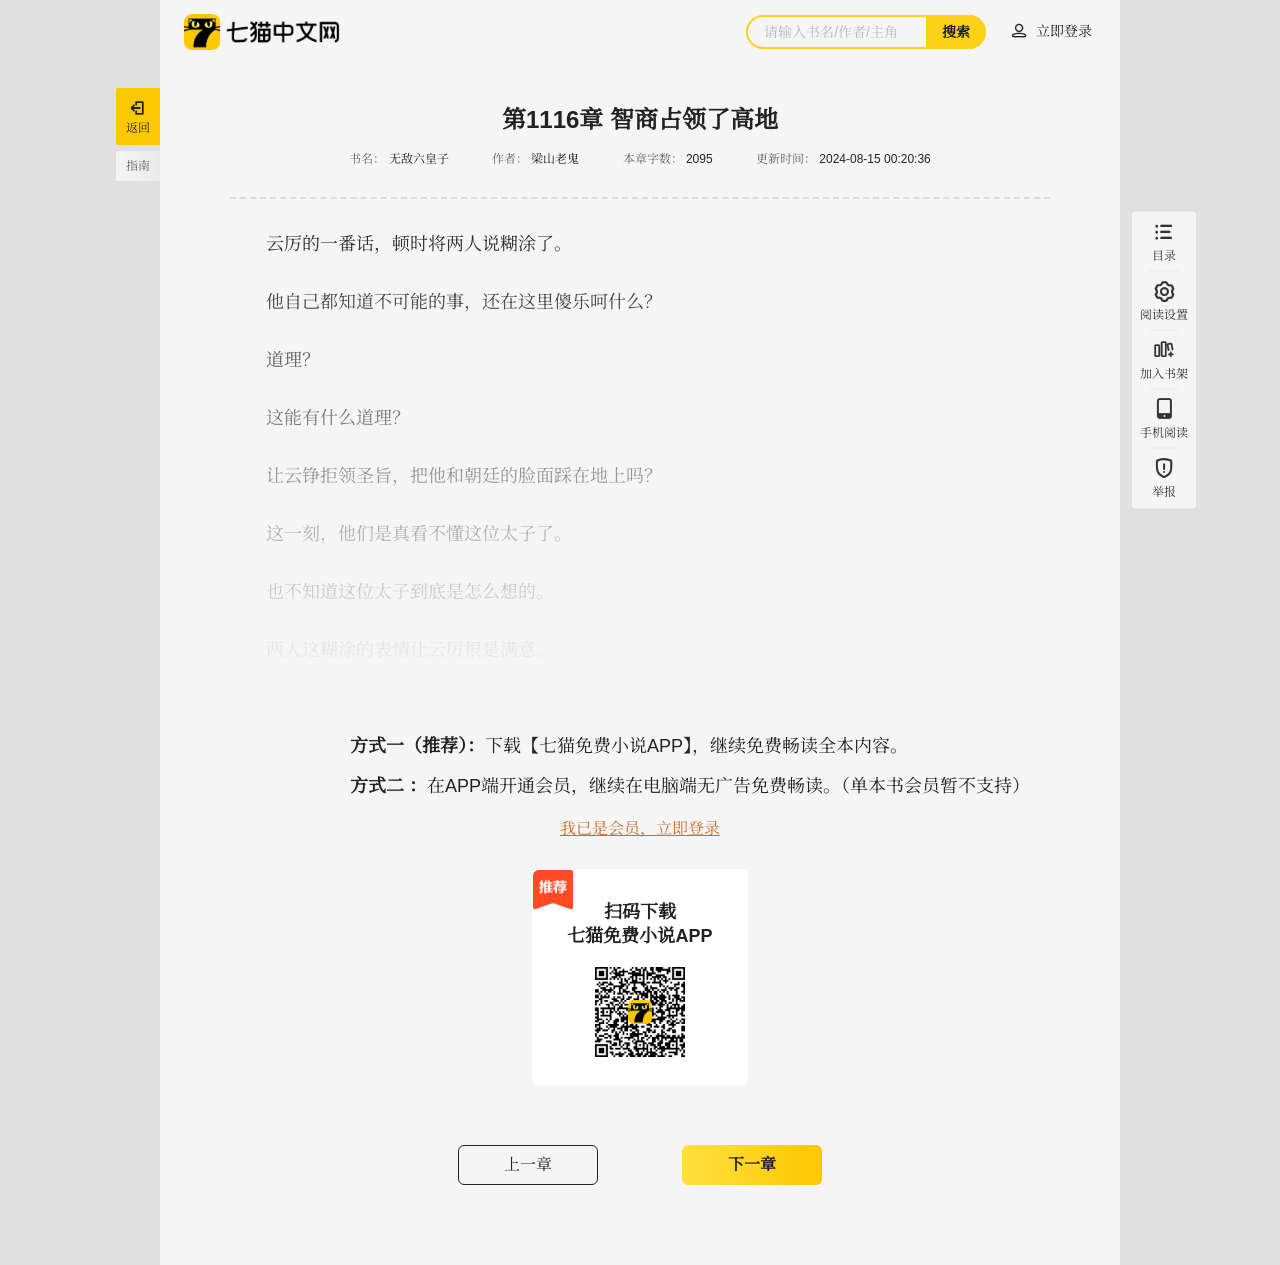 七猫中文网
请输入书名/作者/主角
搜索
立即登录
返回
指南
第1116章 智商占领了高地
书名： 无敌六皇子 作者： 梁山老鬼 本章字数： 2095 更新时间： 2024-08-15 00:20:36
云厉的一番话，顿时将两人说糊涂了。
他自己都知道不可能的事，还在这里傻乐呵什么？
道理？
这能有什么道理？
让云铮拒领圣旨，把他和朝廷的脸面踩在地上吗？
这一刻，他们是真看不懂这位太子了。
也不知道这位太子到底是怎么想的。
两人这糊涂的表情让云厉很是满意。
目录
阅读设置
加入书架
手机阅读
举报
方式一（推荐）：下载【七猫免费小说APP】，继续免费畅读全本内容。
方式二 ： 在APP端开通会员，继续在电脑端无广告免费畅读。（单本书会员暂不支持）
我已是会员，立即登录
推荐
扫码下载
七猫免费小说APP
上一章
下一章